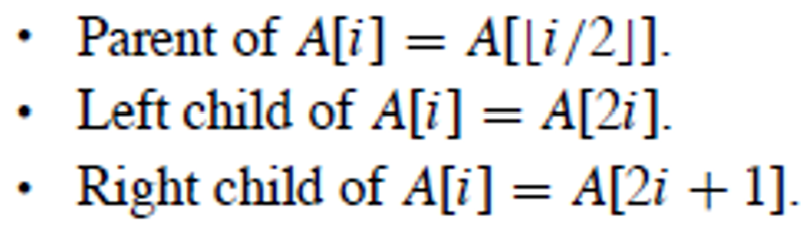 • Parent of A[i] = A[⌊i/2⌋].
• Left child of A[i] = A[2i].
• Right child of A[i] = A[2i + 1].